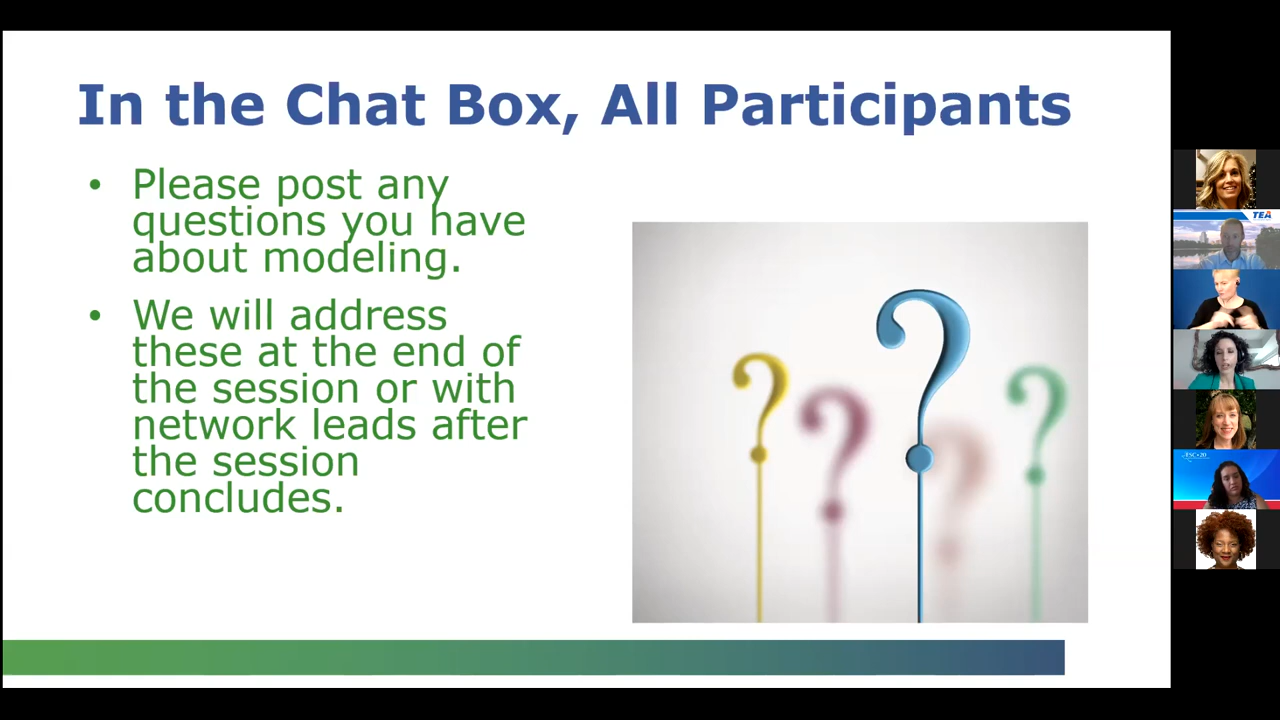 In the Chat Box, All Participants
• Please post any
questions you have
about modeling.
• We will address
these at the end of
the session or with
network leads after
the session
concludes.
TEA